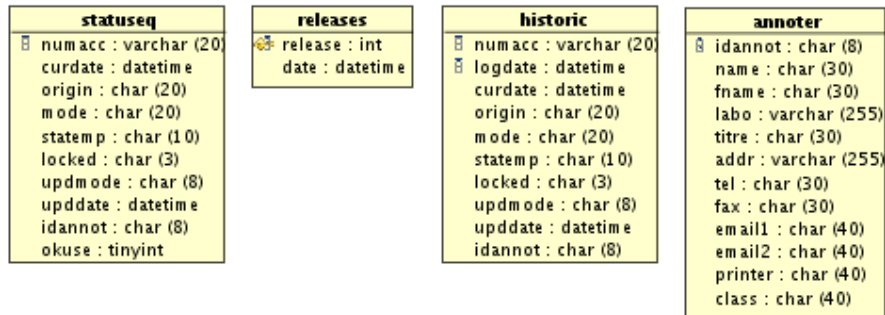 statuseq
numacc : varchar (20)
curdate : datetime
origin : char (20)
mode : char (20)
statemp : char (10)
locked : char (3)
updmode : char (8)
upddate : datetime
idannot : char (8)
okuse : tinyint
releases
release : int
date : datetime
historic
numacc : varchar (20)
logdate : datetime
curdate : datetime
origin : char (20)
mode : char (20)
statemp : char (10)
locked : char (3)
updmode : char (8)
upddate : datetime
idannot : char (8)
annoter
idannot : char (8)
name : char (30)
fname : char (30)
labo : varchar (255)
titre : char (30)
addr : varchar (255)
tel : char (30)
fax : char (30)
email1 : char (40)
email2 : char (40)
printer : char (40)
class : char (40)